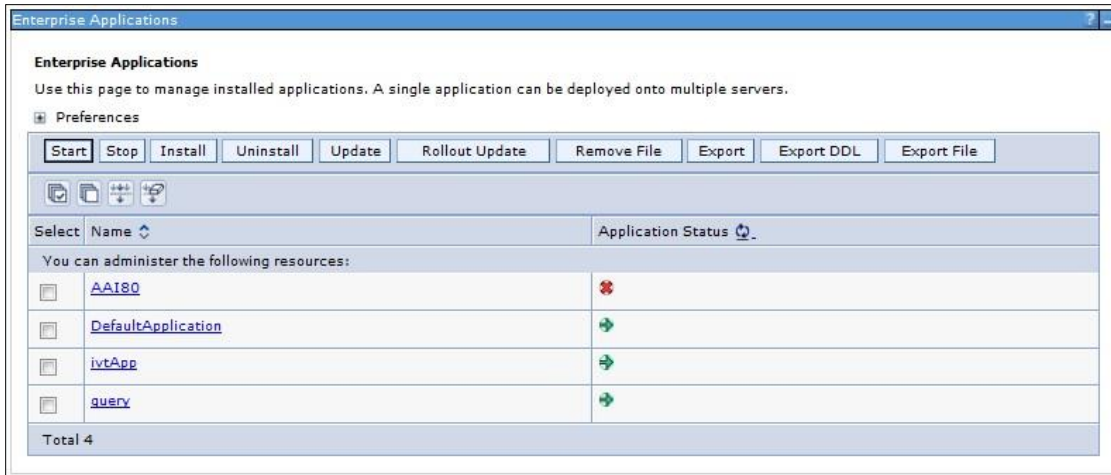 Enterprise Applications
?
Enterprise Applications
Use this page to manage installed applications. A single application can be deployed onto multiple servers.
Preferences
Start Stop Install Uninstall Update Rollout Update Remove File Export Export DDL Export File
Select Name Application Status
You can administer the following resources:
AAI80
DefaultApplication
ivtApp
query
Total 4